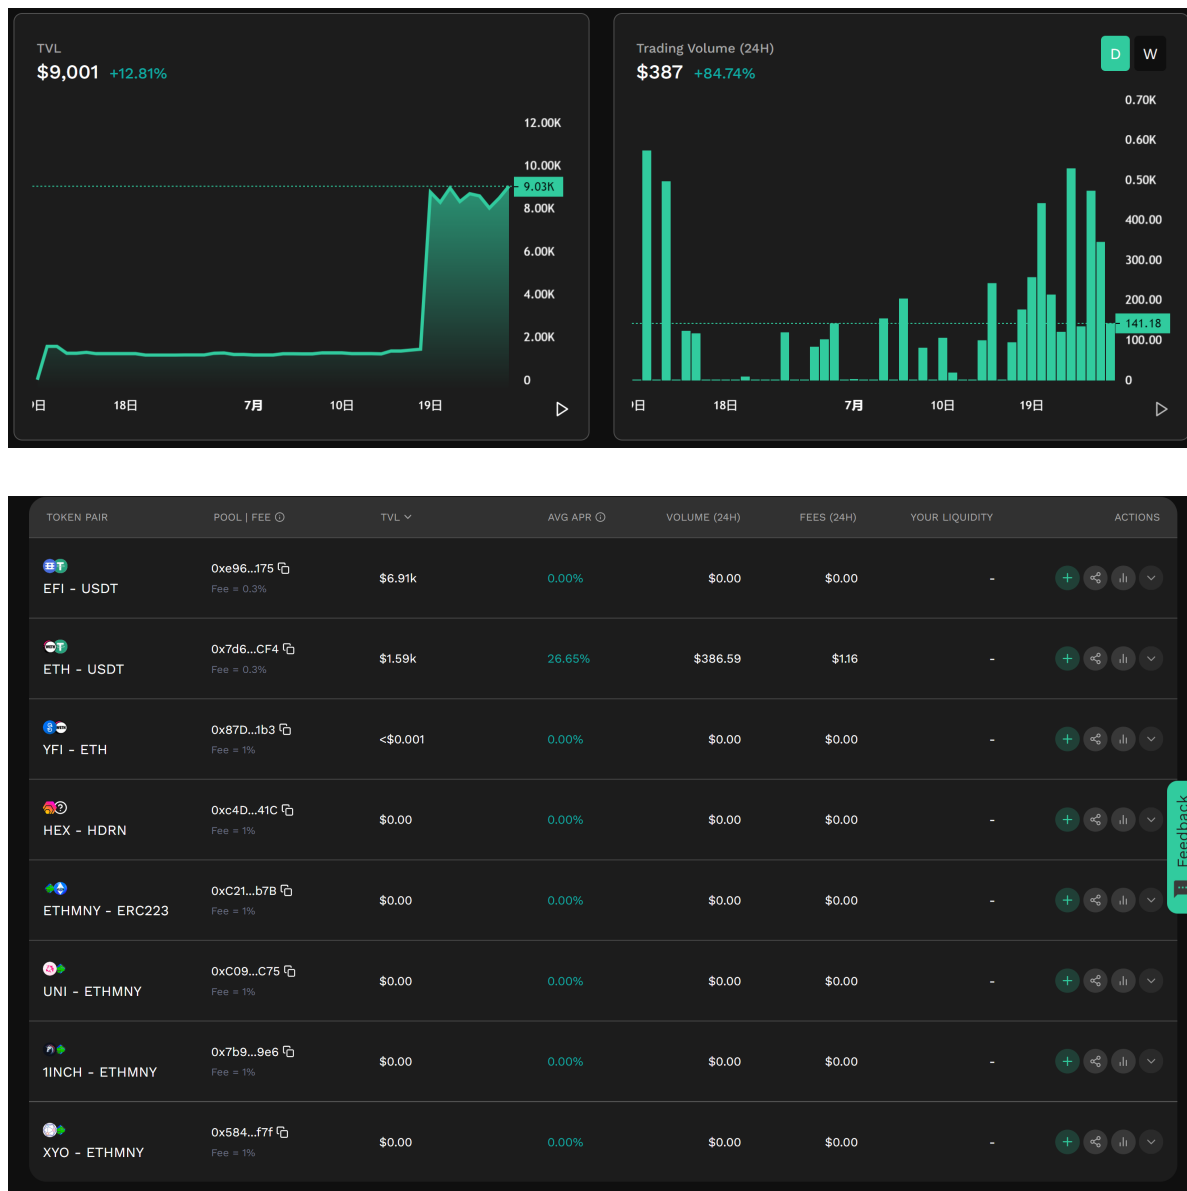 TVL
$9,001 +12.81%
12.00K
10.00K
9.03K
8.00K
6.00K
4.00K
2.00K
0
日 18日 7月 10日 19日
Trading Volume (24H)
$387 +84.74%
D W
0.70K
0.60K
0.50K
400.00
300.00
200.00
141.18
100.00
0
日 18日 7月 10日 19日
TOKEN PAIR POOL | FEE TVL AVG APR VOLUME (24H) FEES (24H) YOUR LIQUIDITY ACTIONS
EFI - USDT 0xe96...175 $6.91k 0.00% $0.00 $0.00 -
Fee = 0.3%
ETH - USDT 0x7d6...CF4 $1.59k 26.65% $386.59 $1.16 -
Fee = 0.3%
YFI - ETH 0x87D...1b3 <$0.001 0.00% $0.00 $0.00 -
Fee = 1%
HEX - HDRN 0xc4D...41C $0.00 0.00% $0.00 $0.00 -
Fee = 1%
ETHMNY - ERC223 0xC21...b7B $0.00 0.00% $0.00 $0.00 -
Fee = 1%
UNI - ETHMNY 0xC09...C75 $0.00 0.00% $0.00 $0.00 -
Fee = 1%
1INCH - ETHMNY 0x7b9...9e6 $0.00 0.00% $0.00 $0.00 -
Fee = 1%
XYO - ETHMNY 0x584...f7f $0.00 0.00% $0.00 $0.00 -
Fee = 1%
Feedback